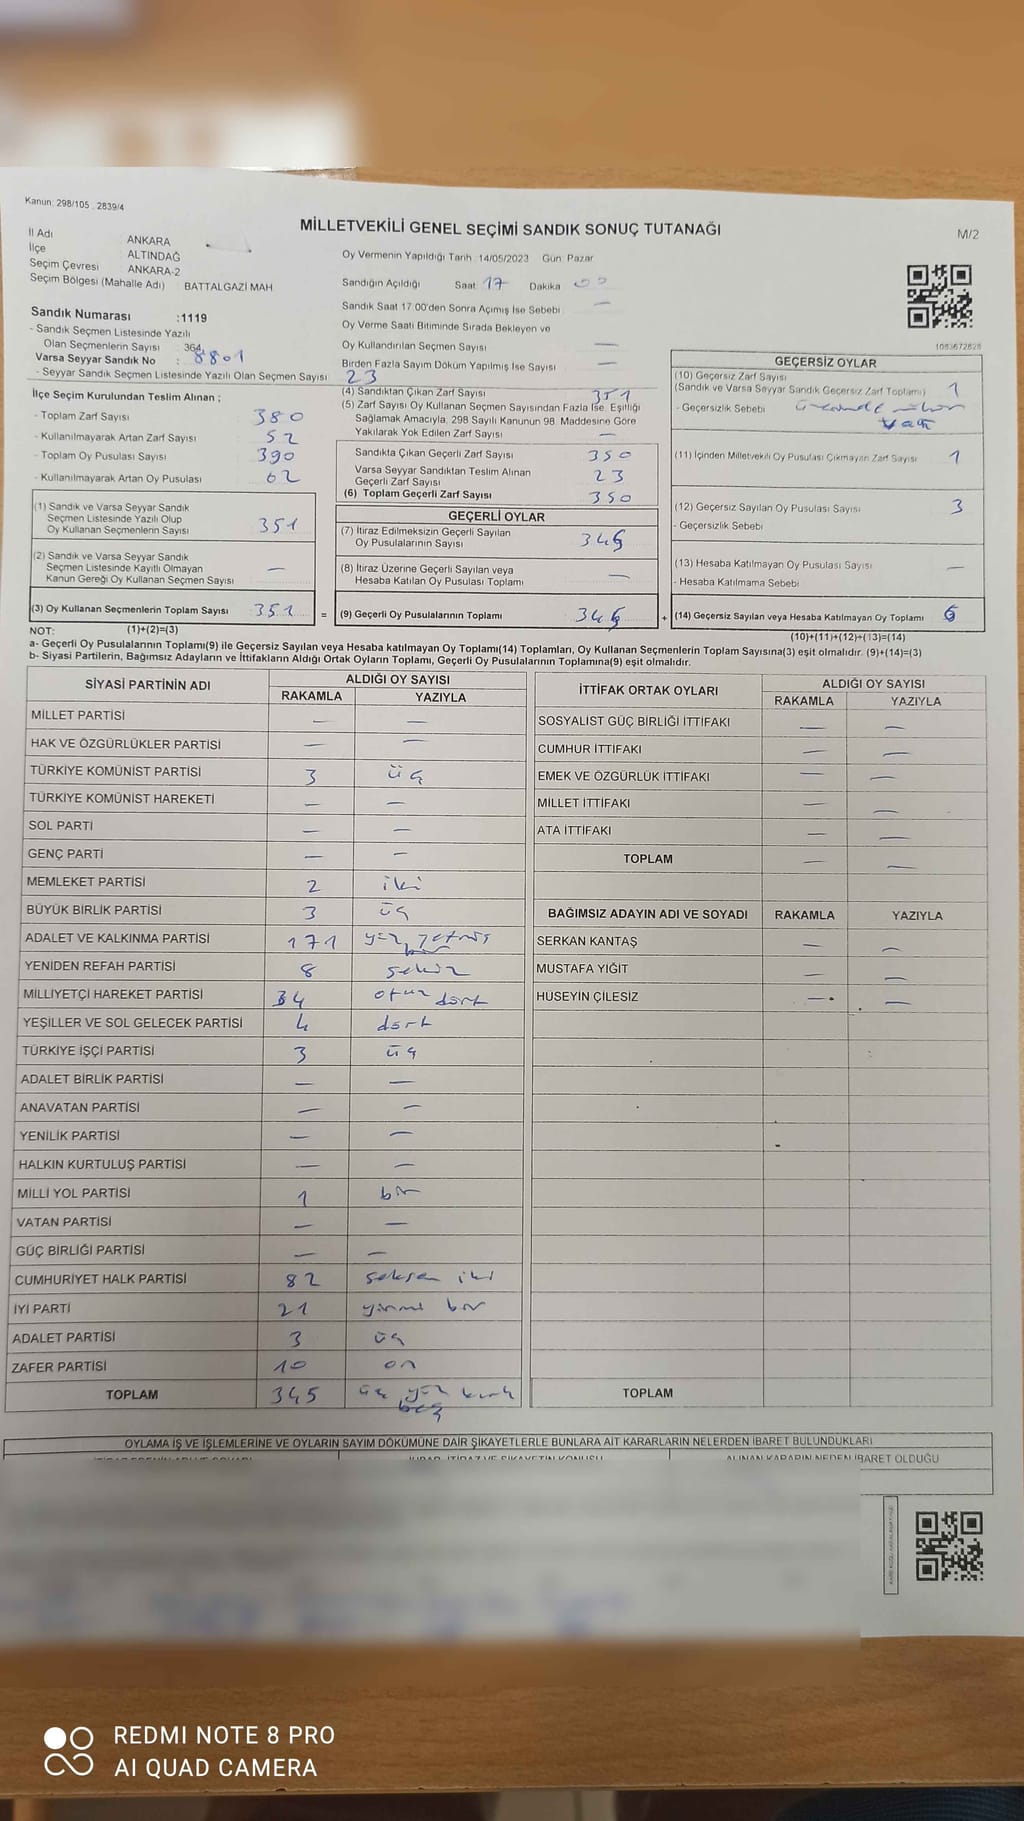 Kanun: 298/105 . 2839/4
MİLLETVEKİLİ GENEL SEÇİMİ SANDIK SONUÇ TUTANAĞI
M/2
İl Adı ANKARA
İlçe ALTINDAĞ
Seçim Çevresi ANKARA-2
Seçim Bölgesi (Mahalle Adı) BATTALGAZİ MAH
Sandık Numarası :1119
- Sandık Seçmen Listesinde Yazılı
Olan Seçmenlerin Sayısı : 364
Varsa Seyyar Sandık No : 8801
- Seyyar Sandık Seçmen Listesinde Yazılı Olan Seçmen Sayısı 23
Oy Vermenin Yapıldığı Tarih :14/05/2023 Gün: Pazar
Sandığın Açıldığı Saat 17 Dakika 00
Sandık Saat 17.00'den Sonra Açılmış İse Sebebi —
Oy Verme Saati Bitiminde Sırada Bekleyen ve
Oy Kullandırılan Seçmen Sayısı —
Birden Fazla Sayım Döküm Yapılmış İse Sayısı —
1083672828
İlçe Seçim Kurulundan Teslim Alınan ;
- Toplam Zarf Sayısı 380
- Kullanılmayarak Artan Zarf Sayısı 52
- Toplam Oy Pusulası Sayısı 390
- Kullanılmayarak Artan Oy Pusulası 62
(4) Sandıktan Çıkan Zarf Sayısı 351
(5) Zarf Sayısı Oy Kullanan Seçmen Sayısından Fazla İse, Eşitliği
Sağlamak Amacıyla, 298 Sayılı Kanunun 98. Maddesine Göre
Yakılarak Yok Edilen Zarf Sayısı —
Sandıkta Çıkan Geçerli Zarf Sayısı 350
Varsa Seyyar Sandıktan Teslim Alınan
Geçerli Zarf Sayısı 23
(6) Toplam Geçerli Zarf Sayısı 350
GEÇERSİZ OYLAR
(10) Geçersiz Zarf Sayısı
(Sandık ve Varsa Seyyar Sandık Geçersiz Zarf Toplamı) 1
- Geçersizlik Sebebi
(11) İçinden Milletvekili Oy Pusulası Çıkmayan Zarf Sayısı 1
(12) Geçersiz Sayılan Oy Pusulası Sayısı 3
- Geçersizlik Sebebi
(13) Hesaba Katılmayan Oy Pusulası Sayısı —
- Hesaba Katılmama Sebebi
(1) Sandık ve Varsa Seyyar Sandık
Seçmen Listesinde Yazılı Olup
Oy Kullanan Seçmenlerin Sayısı 351
(2) Sandık ve Varsa Seyyar Sandık
Seçmen Listesinde Kayıtlı Olmayan
Kanun Gereği Oy Kullanan Seçmen Sayısı —
GEÇERLİ OYLAR
(7) İtiraz Edilmeksizin Geçerli Sayılan
Oy Pusulalarının Sayısı
(8) İtiraz Üzerine Geçerli Sayılan veya
Hesaba Katılan Oy Pusulası Toplamı —
(3) Oy Kullanan Seçmenlerin Toplam Sayısı 351 = (9) Geçerli Oy Pusulalarının Toplamı + (14) Geçersiz Sayılan veya Hesaba Katılmayan Oy Toplamı
NOT: (1)+(2)=(3) (10)+(11)+(12)+(13)=(14)
a- Geçerli Oy Pusulalarının Toplamı(9) ile Geçersiz Sayılan veya Hesaba katılmayan Oy Toplamı(14) Toplamları, Oy Kullanan Seçmenlerin Toplam Sayısına(3) eşit olmalıdır. (9)+(14)=(3)
b- Siyasi Partilerin, Bağımsız Adayların ve İttifakların Aldığı Ortak Oyların Toplamı, Geçerli Oy Pusulalarının Toplamına(9) eşit olmalıdır.
SİYASİ PARTİNİN ADI ALDIĞI OY SAYISI
RAKAMLA YAZIYLA
MİLLET PARTİSİ — —
HAK VE ÖZGÜRLÜKLER PARTİSİ — —
TÜRKİYE KOMÜNİST PARTİSİ 3 üç
TÜRKİYE KOMÜNİST HAREKETİ — —
SOL PARTİ — —
GENÇ PARTİ — —
MEMLEKET PARTİSİ 2 iki
BÜYÜK BİRLİK PARTİSİ 3 üç
ADALET VE KALKINMA PARTİSİ 171 yüz yetmiş bir
YENİDEN REFAH PARTİSİ 8 sekiz
MİLLİYETÇİ HAREKET PARTİSİ 34 otuz dört
YEŞİLLER VE SOL GELECEK PARTİSİ 4 dört
TÜRKİYE İŞÇİ PARTİSİ 3 üç
ADALET BİRLİK PARTİSİ — —
ANAVATAN PARTİSİ — —
YENİLİK PARTİSİ — —
HALKIN KURTULUŞ PARTİSİ — —
MİLLİ YOL PARTİSİ 1 bir
VATAN PARTİSİ — —
GÜÇ BİRLİĞİ PARTİSİ — —
CUMHURİYET HALK PARTİSİ 82 seksen iki
İYİ PARTİ 21 yirmi bir
ADALET PARTİSİ 3 üç
ZAFER PARTİSİ 10 on
TOPLAM 345 üç yüz kırk beş
İTTİFAK ORTAK OYLARI ALDIĞI OY SAYISI
RAKAMLA YAZIYLA
SOSYALİST GÜÇ BİRLİĞİ İTTİFAKI — —
CUMHUR İTTİFAKI — —
EMEK VE ÖZGÜRLÜK İTTİFAKI — —
MİLLET İTTİFAKI — —
ATA İTTİFAKI — —
TOPLAM — —
BAĞIMSIZ ADAYIN ADI VE SOYADI RAKAMLA YAZIYLA
SERKAN KANTAŞ — —
MUSTAFA YİĞİT — —
HÜSEYİN ÇİLESİZ — —
TOPLAM
OYLAMA İŞ VE İŞLEMLERİNE VE OYLARIN SAYIM DÖKÜMÜNE DAİR ŞİKAYETLERLE BUNLARA AİT KARARLARIN NELERDEN İBARET BULUNDUKLARI
ALINAN KARARIN NEDEN İBARET OLDUĞU
REDMI NOTE 8 PRO
AI QUAD CAMERA